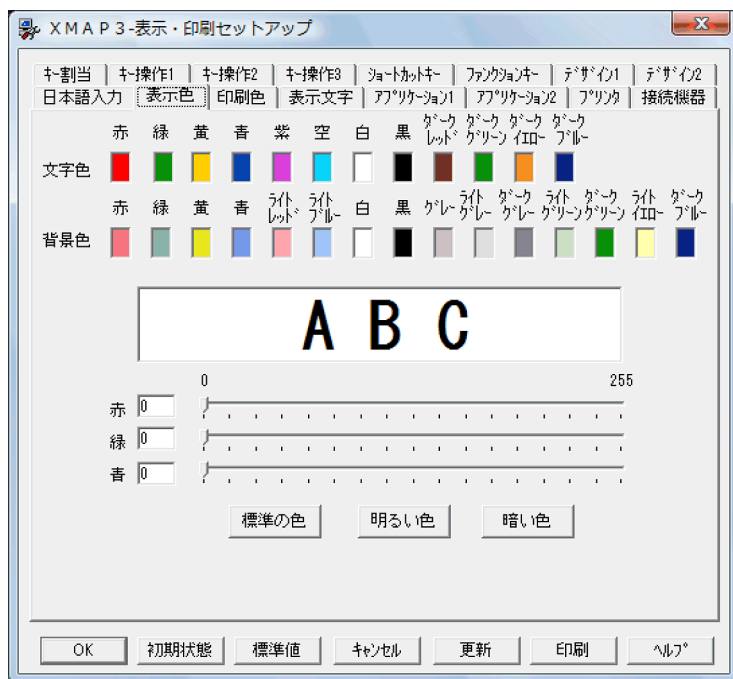 XMAP3-表示・印刷セットアップ
ｷｰ割当 ｷｰ操作1 ｷｰ操作2 ｷｰ操作3 ｼｮｰﾄｶｯﾄｷｰ ﾌｧﾝｸｼｮﾝｷｰ ﾃﾞｻﾞｲﾝ1 ﾃﾞｻﾞｲﾝ2
日本語入力 表示色 印刷色 表示文字 ｱﾌﾟﾘｹｰｼｮﾝ1 ｱﾌﾟﾘｹｰｼｮﾝ2 ﾌﾟﾘﾝﾀ 接続機器
赤 緑 黄 青 紫 空 白 黒 ﾀﾞｰｸﾚｯﾄﾞ ﾀﾞｰｸｸﾞﾘｰﾝ ﾀﾞｰｸｲｴﾛｰ ﾀﾞｰｸﾌﾞﾙｰ
文字色
赤 緑 黄 青 ﾗｲﾄﾚｯﾄﾞ ﾗｲﾄﾌﾞﾙｰ 白 黒 ｸﾞﾚｰ ﾗｲﾄｸﾞﾚｰ ﾀﾞｰｸｸﾞﾚｰ ﾗｲﾄｸﾞﾘｰﾝ ﾀﾞｰｸｸﾞﾘｰﾝ ﾗｲﾄｲｴﾛｰ ﾀﾞｰｸﾌﾞﾙｰ
背景色
ABC
0 255
赤 0
緑 0
青 0
標準の色 明るい色 暗い色
OK 初期状態 標準値 ｷｬﾝｾﾙ 更新 印刷 ﾍﾙﾌﾟ